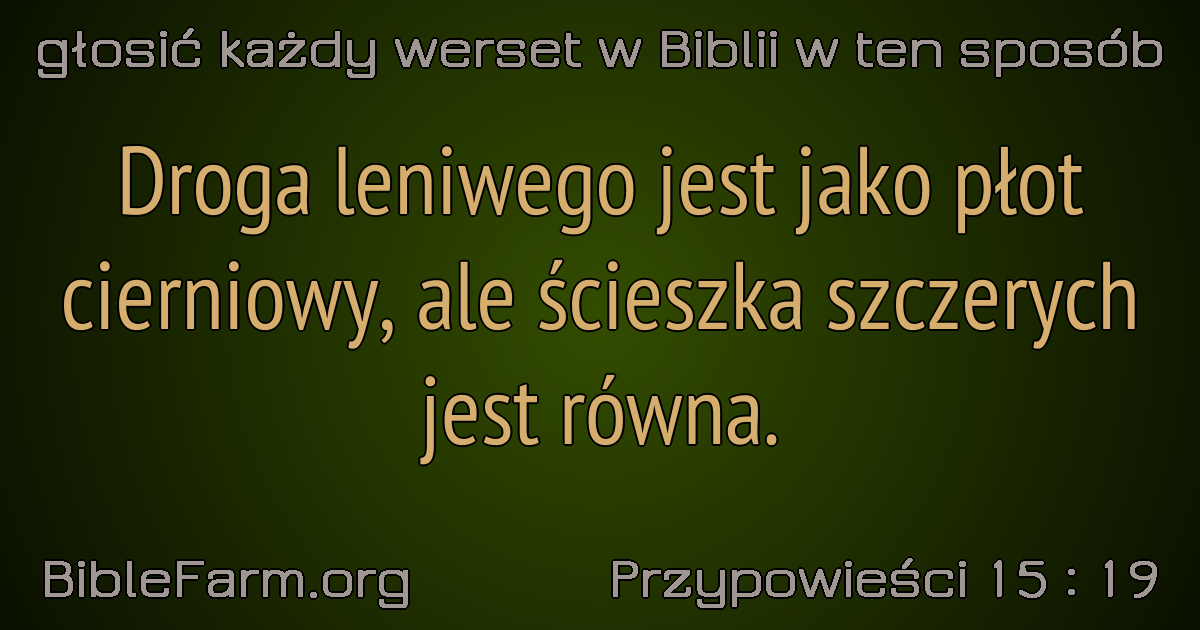 głosić każdy werset w Biblii w ten sposób
Droga leniwego jest jako płot
cierniowy, ale ścieszka szczerych
jest równa.
BibleFarm.org
Przypowieści 15 : 19